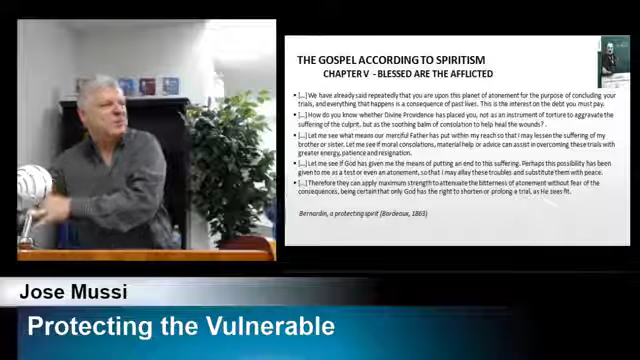 THE GOSPEL ACCORDING TO SPIRITISM
CHAPTER V - BLESSED ARE THE AFFLICTED
• [...] We have already said repeatedly that you are upon this planet of atonement for the purpose of concluding your
trials, and everything that happens is a consequence of past lives. This is the interest on the debt you must pay.
• [...] How do you know whether Divine Providence has placed you, not as an instrument of torture to aggravate the
suffering of the culprit, but as the soothing balm of consolation to help heal the wounds? .
• [...] Let me see what means our merciful Father has put within my reach so that I may lessen the suffering of my
brother or sister. Let me see if moral consolations, material help or advice can assist in overcoming these trials with
greater energy, patience and resignation.
• [...] Let me see if God has given me the means of putting an end to this suffering. Perhaps this possibility has been
given to me as a test or even an atonement, so that I may allay these troubles and substitute them with peace.
• [...] Therefore they can apply maximum strength to attenuate the bitterness of atonement without fear of the
consequences, being certain that only God has the right to shorten or prolong a trial, as He sees fit.
Bernardin, a protecting spirit (Bordeaux, 1863)
Jose Mussi
Protecting the Vulnerable